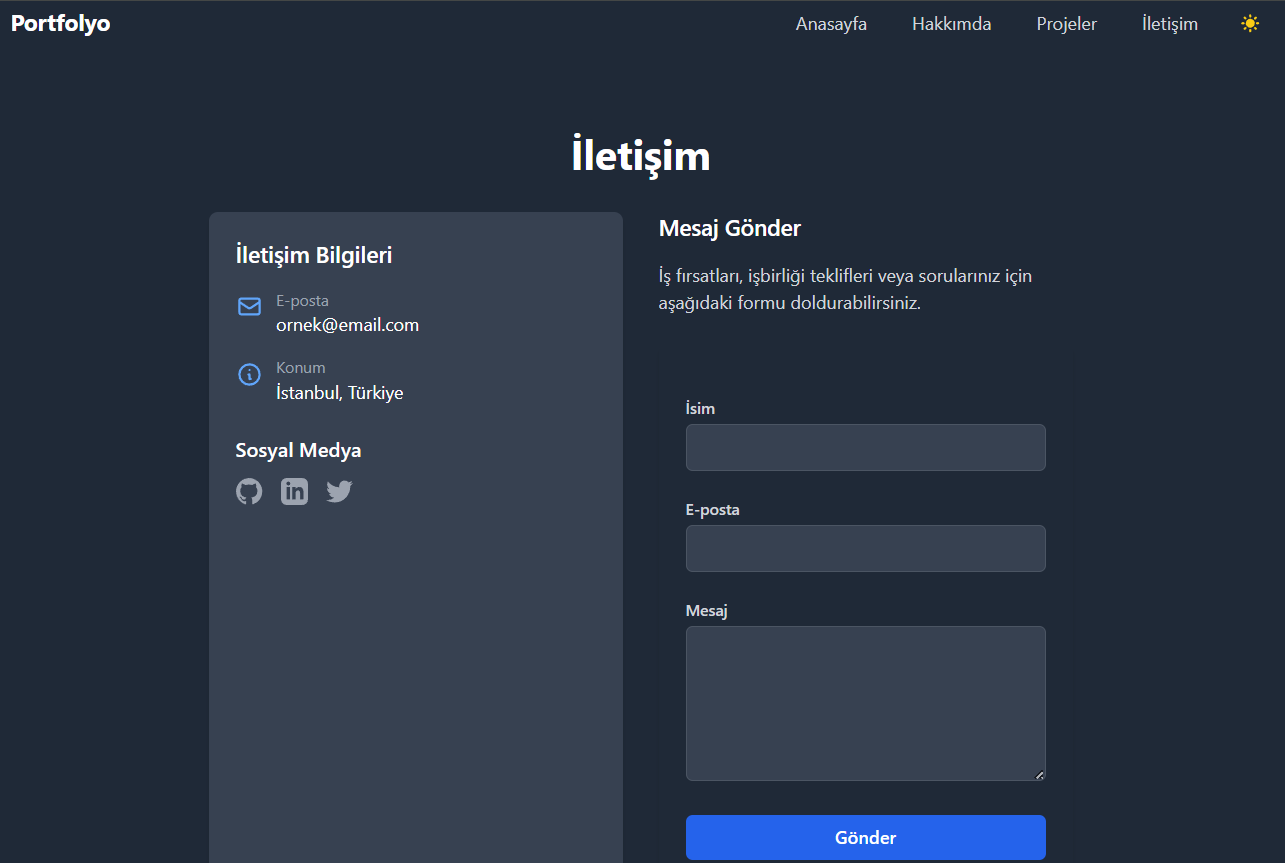 Portfolyo
Anasayfa
Hakkımda
Projeler
İletişim
İletişim
İletişim Bilgileri
E-posta
ornek@email.com
Konum
İstanbul, Türkiye
Sosyal Medya
in
Mesaj Gönder
İş fırsatları, işbirliği teklifleri veya sorularınız için
aşağıdaki formu doldurabilirsiniz.
İsim
E-posta
Mesaj
Gönder